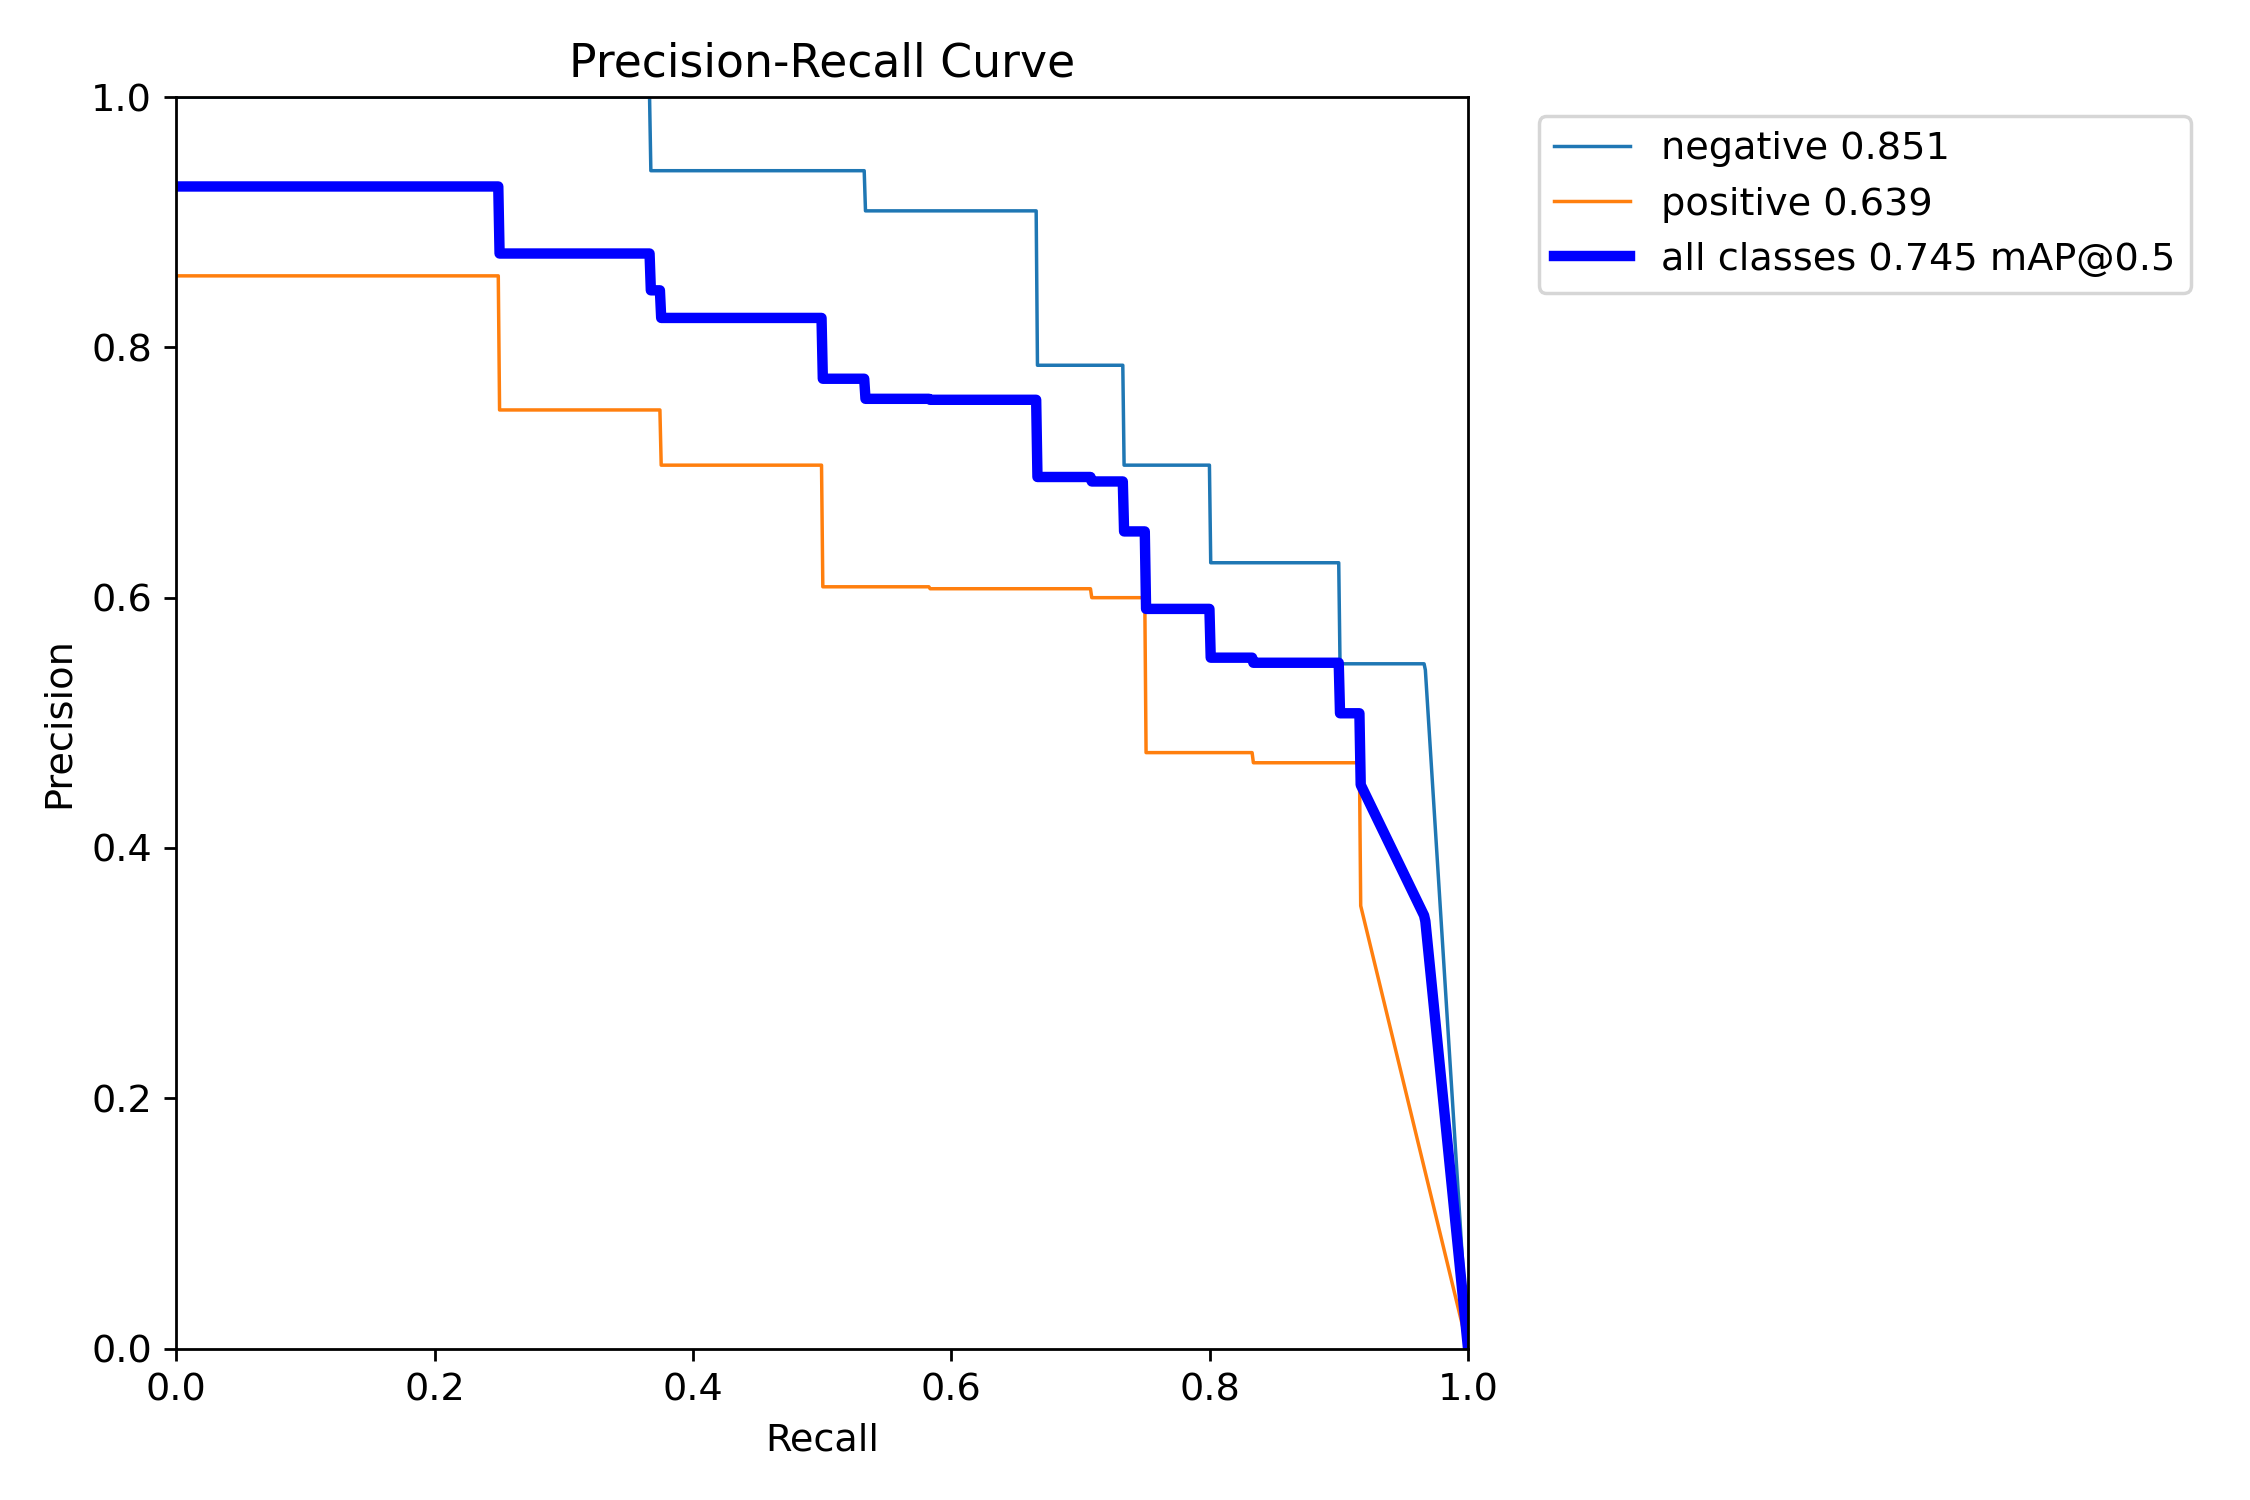 Precision-Recall Curve
1.0
0.8
0.6
0.4
0.2
0.0
Precision
0.0 0.2 0.4 0.6 0.8 1.0
Recall
negative 0.851
positive 0.639
all classes 0.745 mAP@0.5